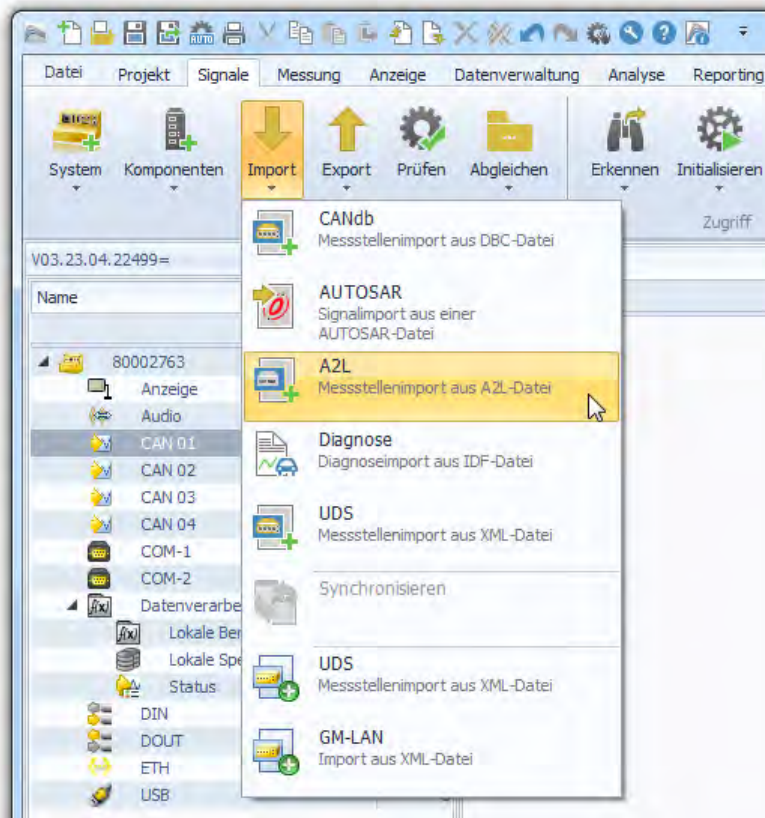 AUTO
Datei Projekt Signale Messung Anzeige Datenverwaltung Analyse Reporting
System Komponenten Import Export Prüfen Abgleichen Erkennen Initialisieren
Zugriff
V03.23.04.22499=
Name
80002763
Anzeige
Audio
CAN 01
CAN 02
CAN 03
CAN 04
COM-1
COM-2
Datenverarbe
Lokale Ber
Lokale Spe
Status
DIN
DOUT
ETH
USB
CANdb
Messstellenimport aus DBC-Datei
AUTOSAR
Signalimport aus einer
AUTOSAR-Datei
A2L
Messstellenimport aus A2L-Datei
Diagnose
Diagnoseimport aus IDF-Datei
UDS
Messstellenimport aus XML-Datei
Synchronisieren
UDS
Messstellenimport aus XML-Datei
GM-LAN
Import aus XML-Datei